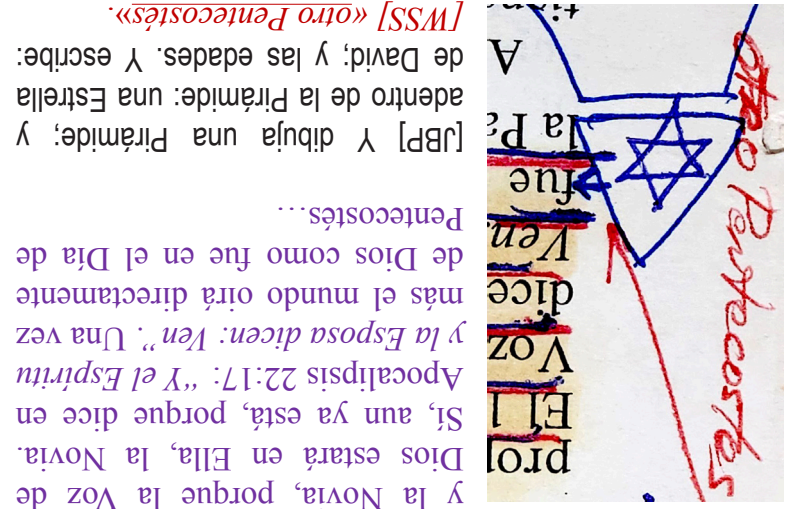 y la Novia, porque la Voz de
Dios estará en Ella, la Novia.
Sí, aun ya está, porque dice en
Apocalipsis 22:17: “Y el Espíritu
y la Esposa dicen: Ven”. Una vez
más el mundo oirá directamente
de Dios como fue en el Día de
Pentecostés…
[JBP] Y dibuja una Pirámide; y
adentro de la Pirámide: una Estrella
de David; y las edades. Y escribe:
[WSS] «otro Pentecostés».
prop
El
Voz
dice
Ven.
fue
la Pa
A
otro Pentecostés